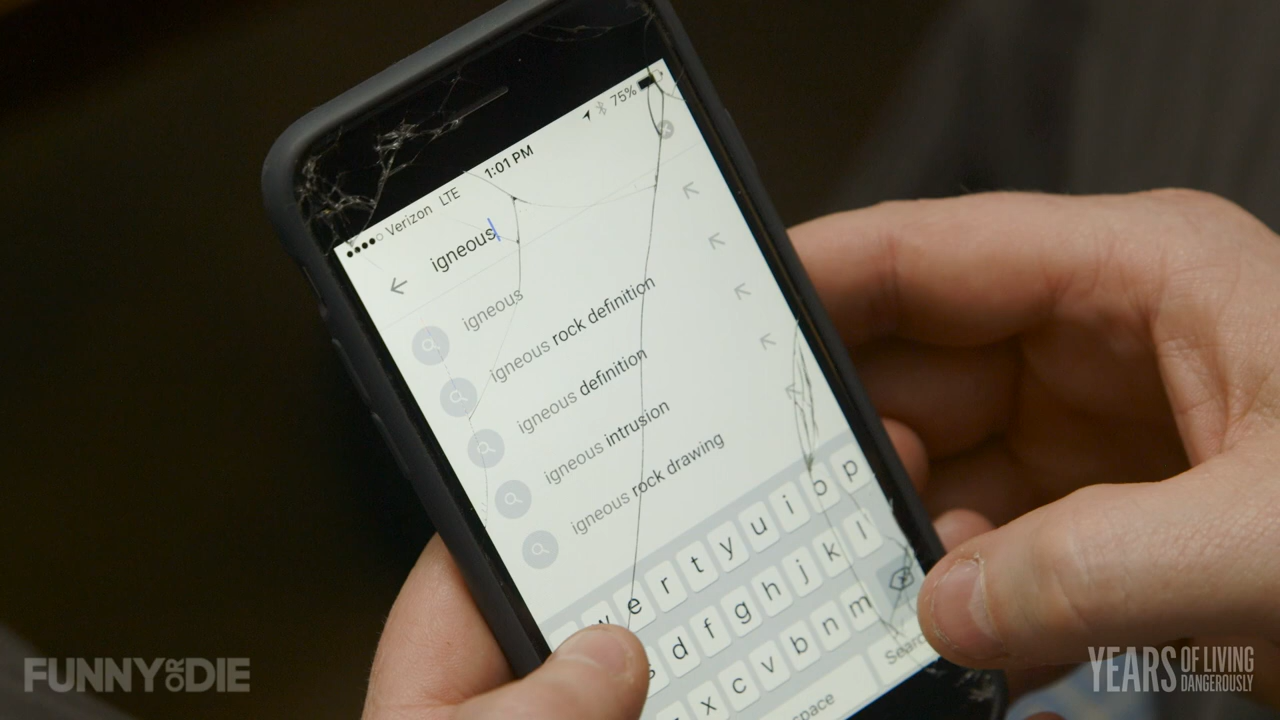 Verizon LTE 1:01 PM 75%
igneous
igneous
igneous rock definition
igneous definition
igneous intrusion
igneous rock drawing
w e r t y u i o p
s d f g h j k l
x c v b n m
space
FUNNY OR DIE
YEARS OF LIVING DANGEROUSLY